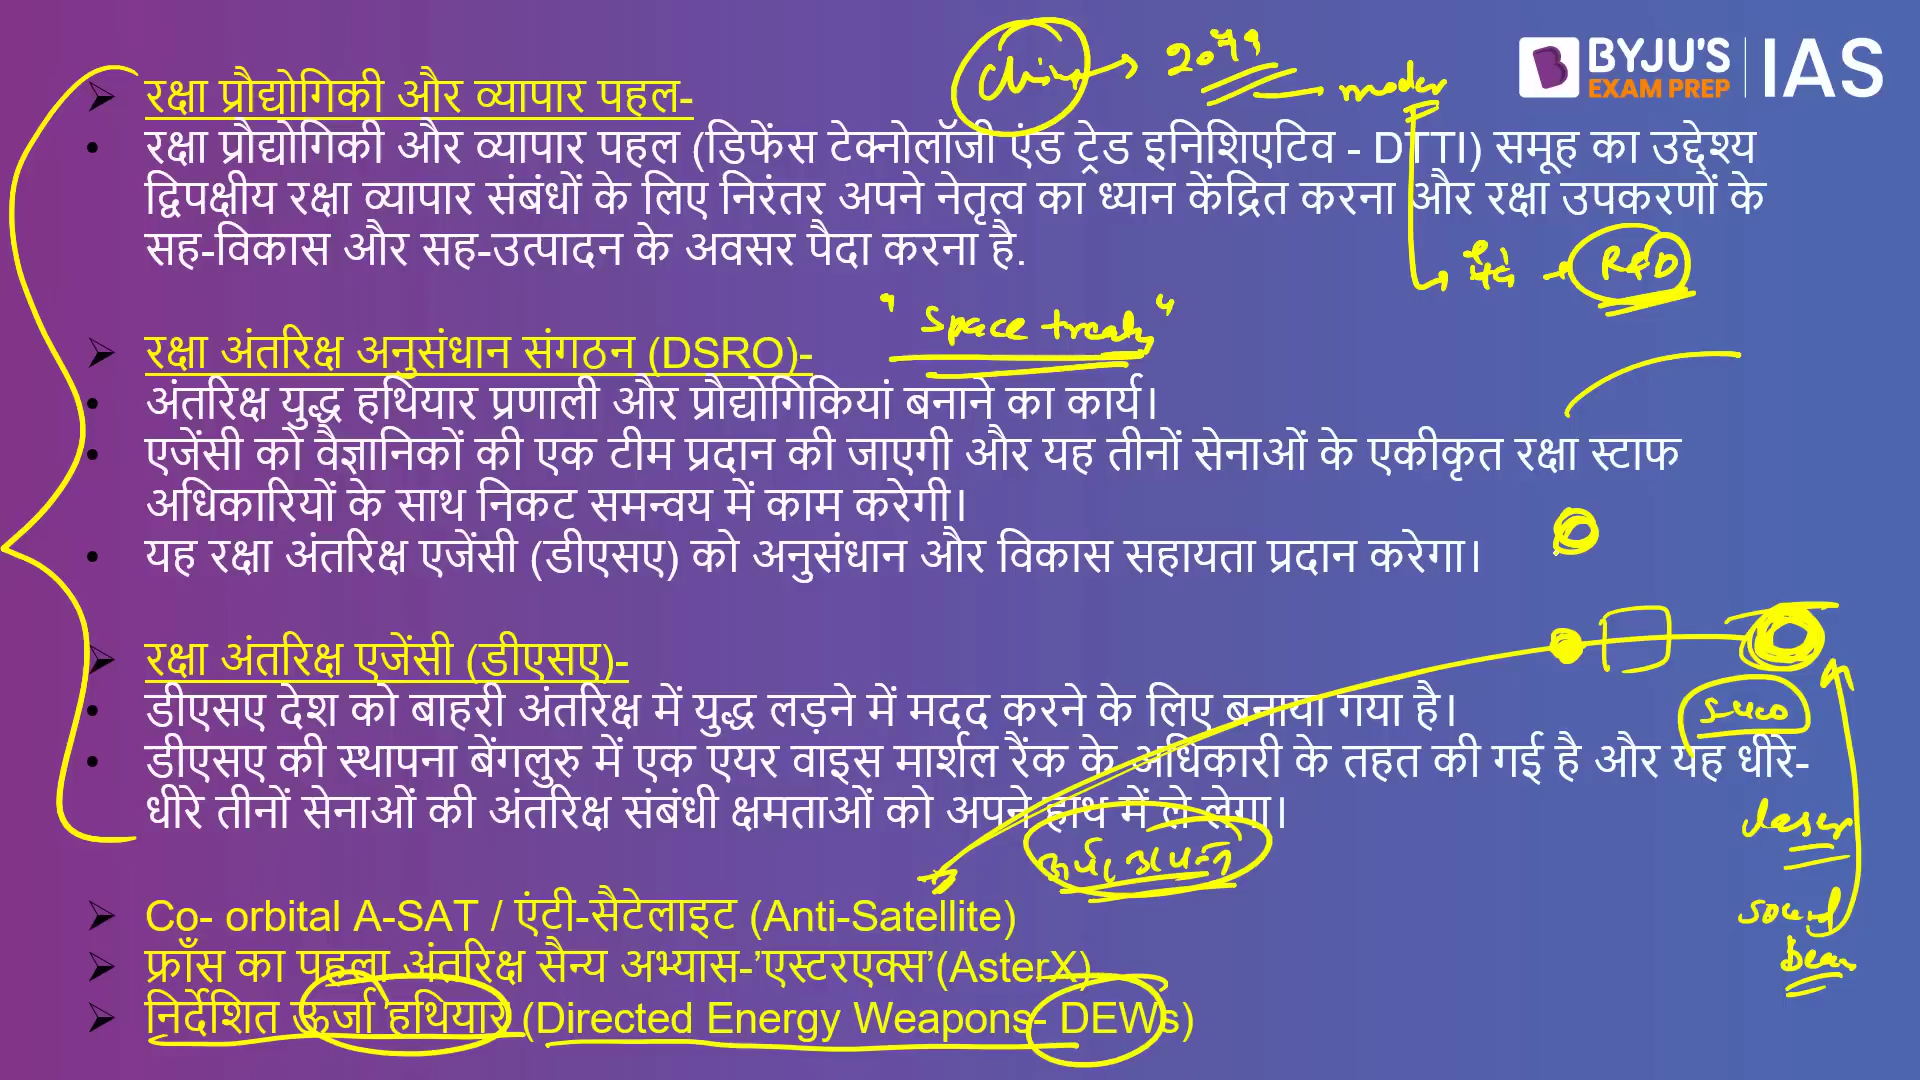 China → 2049
BYJU'S
EXAM PREP
IAS
रक्षा प्रौद्योगिकी और व्यापार पहल-
रक्षा प्रौद्योगिकी और व्यापार पहल (डिफेंस टेक्नोलॉजी एंड ट्रेड इनिशिएटिव - DTTI) समूह का उद्देश्य
द्विपक्षीय रक्षा व्यापार संबंधों के लिए निरंतर अपने नेतृत्व का ध्यान केंद्रित करना और रक्षा उपकरणों के
सह-विकास और सह-उत्पादन के अवसर पैदा करना है.
R&D
"Space treaty"
रक्षा अंतरिक्ष अनुसंधान संगठन (DSRO)-
अंतरिक्ष युद्ध हथियार प्रणाली और प्रौद्योगिकियां बनाने का कार्य।
एजेंसी को वैज्ञानिकों की एक टीम प्रदान की जाएगी और यह तीनों सेनाओं के एकीकृत रक्षा स्टाफ
अधिकारियों के साथ निकट समन्वय में काम करेगी।
यह रक्षा अंतरिक्ष एजेंसी (डीएसए) को अनुसंधान और विकास सहायता प्रदान करेगा।
रक्षा अंतरिक्ष एजेंसी (डीएसए)-
डीएसए देश को बाहरी अंतरिक्ष में युद्ध लड़ने में मदद करने के लिए बनाया गया है।
डीएसए की स्थापना बेंगलुरु में एक एयर वाइस मार्शल रैंक के अधिकारी के तहत की गई है और यह धीरे-
धीरे तीनों सेनाओं की अंतरिक्ष संबंधी क्षमताओं को अपने हाथ में ले लेगा।
laser
sound
beam
Co- orbital A-SAT / एंटी-सैटेलाइट (Anti-Satellite)
फ्राँस का पहला अंतरिक्ष सैन्य अभ्यास-’एस्टरएक्स’(AsterX)
निर्देशित ऊर्जा हथियार (Directed Energy Weapons- DEWs)